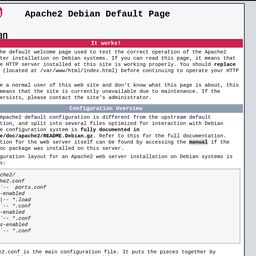 Apache2 Debian Default Page
an
It works!
he default welcome page used to test the correct operation of the Apache2
ter installation on Debian systems. If you can read this page, it means that
e HTTP server installed at this site is working properly. You should replace
(located at /var/www/html/index.html) before continuing to operate your HTTP
e a normal user of this web site and don't know what this page is about, this
means that the site is currently unavailable due to maintenance. If the
ersists, please contact the site's administrator.
Configuration Overview
Apache2 default configuration is different from the upstream default
tion, and split into several files optimized for interaction with Debian
e configuration system is fully documented in
e/doc/apache2/README.Debian.gz. Refer to this for the full documentation.
tion for the web server itself can be found by accessing the manual if the
oc package was installed on this server.
guration layout for an Apache2 web server installation on Debian systems is
s:
che2/
he2.conf
`-- ports.conf
-enabled
|-- *.load
`-- *.conf
-enabled
`-- *.conf
s-enabled
`-- *.conf
e2.conf is the main configuration file. It puts the pieces together by